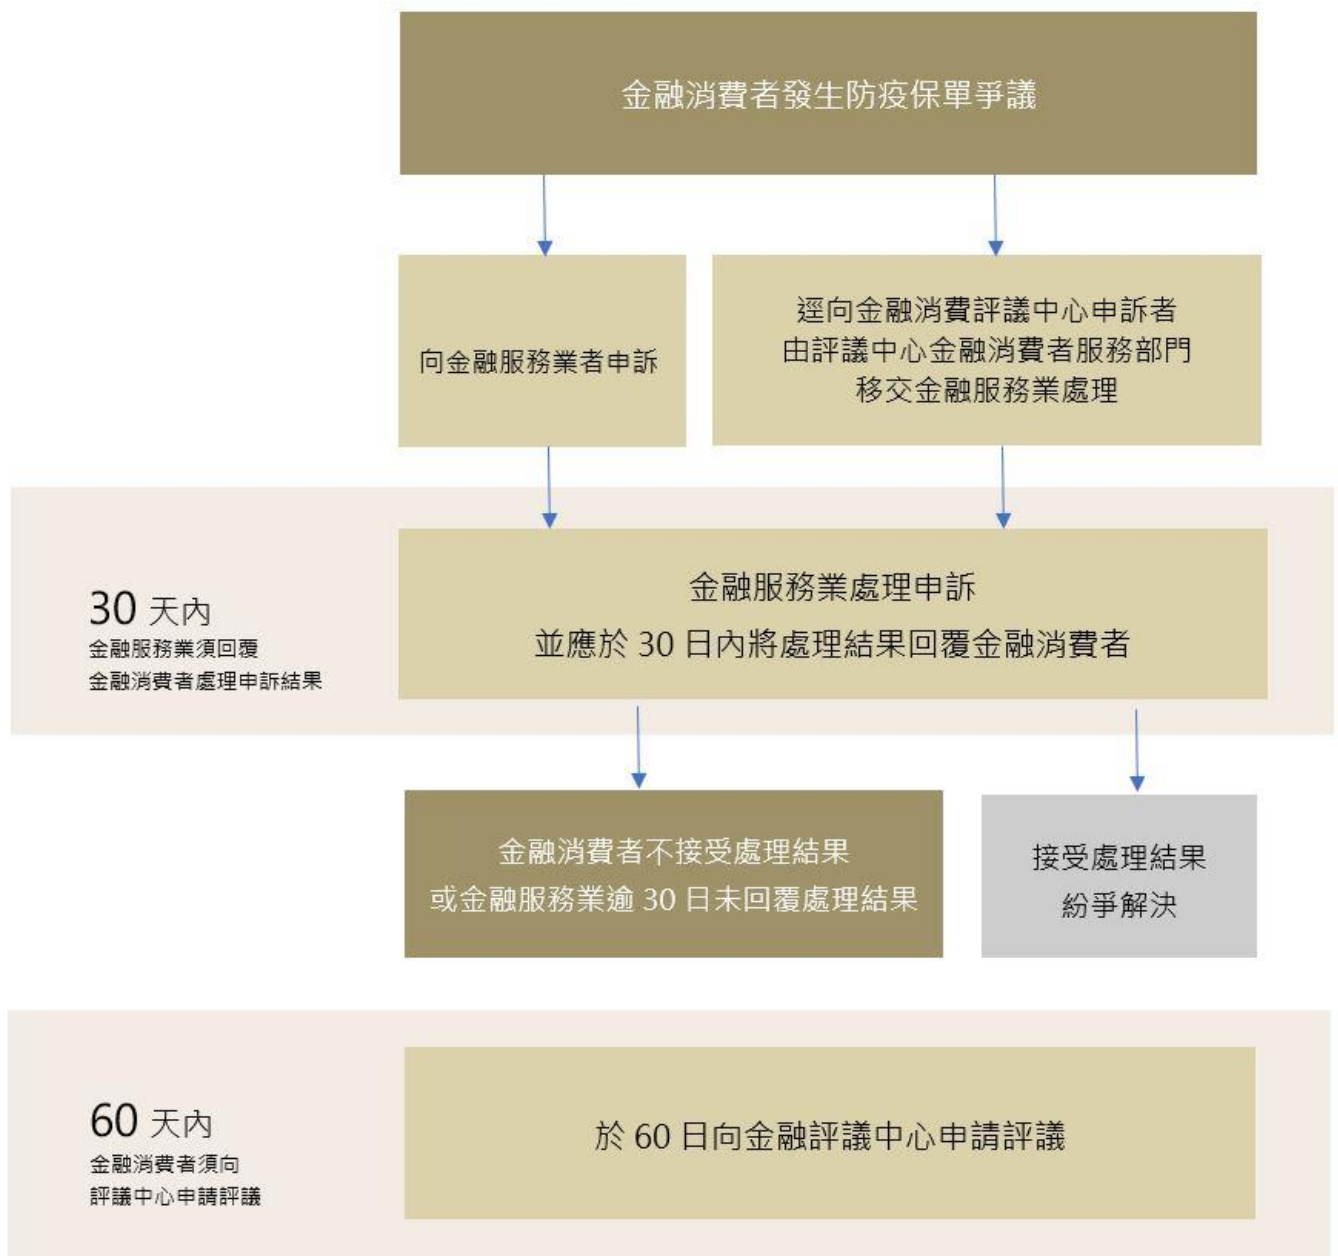 金融消費者發生防疫保單爭議
向金融服務業者申訴
逕向金融消費評議中心申訴者
由評議中心金融消費者服務部門
移交金融服務業處理
30 天內
金融服務業須回覆
金融消費者處理申訴結果
金融服務業處理申訴
並應於 30 日內將處理結果回覆金融消費者
金融消費者不接受處理結果
或金融服務業逾 30 日未回覆處理結果
接受處理結果
紛爭解決
60 天內
金融消費者須向
評議中心申請評議
於 60 日向金融評議中心申請評議